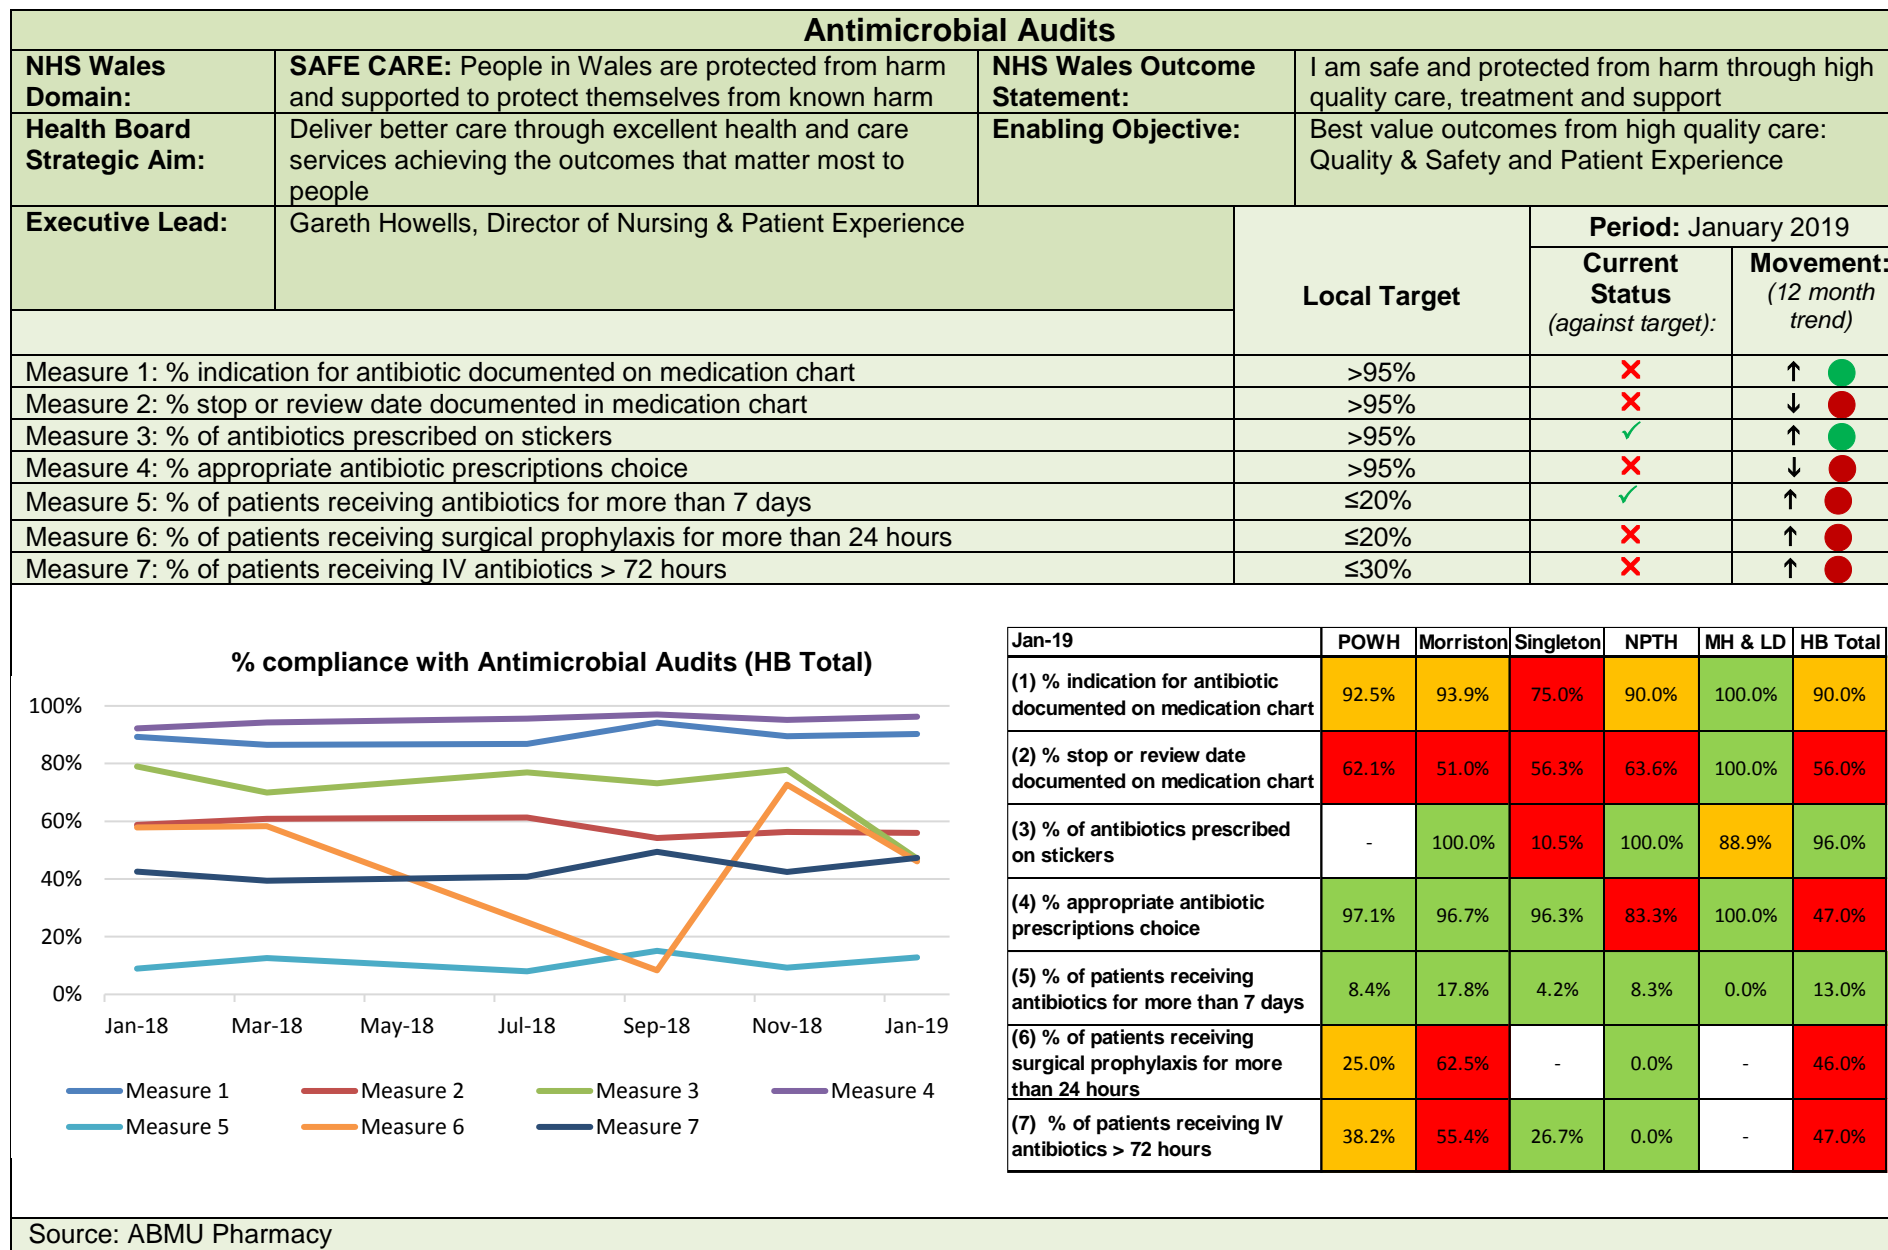 Antimicrobial Audits
NHS Wales
Domain:
SAFE CARE: People in Wales are protected from harm
and supported to protect themselves from known harm
NHS Wales Outcome
Statement:
I am safe and protected from harm through high
quality care, treatment and support
Health Board
Strategic Aim:
Deliver better care through excellent health and care
services achieving the outcomes that matter most to
people
Enabling Objective:
Best value outcomes from high quality care:
Quality & Safety and Patient Experience
Executive Lead:
Gareth Howells, Director of Nursing & Patient Experience
Local Target
Period: January 2019
Current
Status
(against target):
Movement:
(12 month
trend)
Measure 1: % indication for antibiotic documented on medication chart >95% ✗ ↑
Measure 2: % stop or review date documented in medication chart >95% ✗ ↓
Measure 3: % of antibiotics prescribed on stickers >95% ✓ ↑
Measure 4: % appropriate antibiotic prescriptions choice >95% ✗ ↓
Measure 5: % of patients receiving antibiotics for more than 7 days ≤20% ✓ ↑
Measure 6: % of patients receiving surgical prophylaxis for more than 24 hours ≤20% ✗ ↑
Measure 7: % of patients receiving IV antibiotics > 72 hours ≤30% ✗ ↑
% compliance with Antimicrobial Audits (HB Total)
100%
80%
60%
40%
20%
0%
Jan-18 Mar-18 May-18 Jul-18 Sep-18 Nov-18 Jan-19
Measure 1 Measure 2 Measure 3 Measure 4
Measure 5 Measure 6 Measure 7
Jan-19 POWH Morriston Singleton NPTH MH & LD HB Total
(1) % indication for antibiotic
documented on medication chart
92.5% 93.9% 75.0% 90.0% 100.0% 90.0%
(2) % stop or review date
documented on medication chart
62.1% 51.0% 56.3% 63.6% 100.0% 56.0%
(3) % of antibiotics prescribed
on stickers
- 100.0% 10.5% 100.0% 88.9% 96.0%
(4) % appropriate antibiotic
prescriptions choice
97.1% 96.7% 96.3% 83.3% 100.0% 47.0%
(5) % of patients receiving
antibiotics for more than 7 days
8.4% 17.8% 4.2% 8.3% 0.0% 13.0%
(6) % of patients receiving
surgical prophylaxis for more
than 24 hours
25.0% 62.5% - 0.0% - 46.0%
(7) % of patients receiving IV
antibiotics > 72 hours
38.2% 55.4% 26.7% 0.0% - 47.0%
Source: ABMU Pharmacy